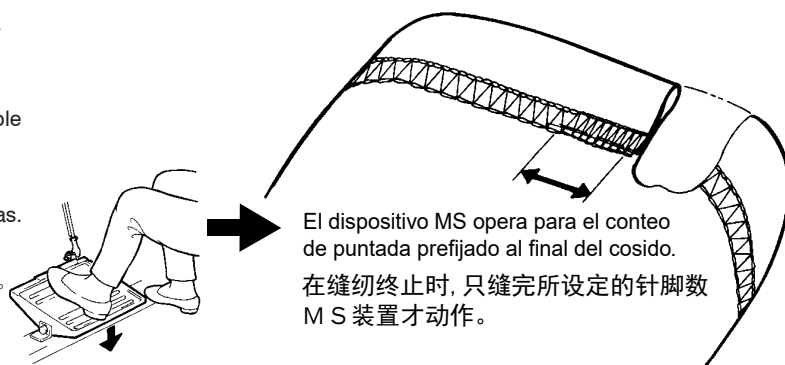 El dispositivo MS opera para el conteo
de puntada prefijado al final del cosido.
在缝纫终止时, 只缝完所设定的针脚数
M S 装置才动作。
。